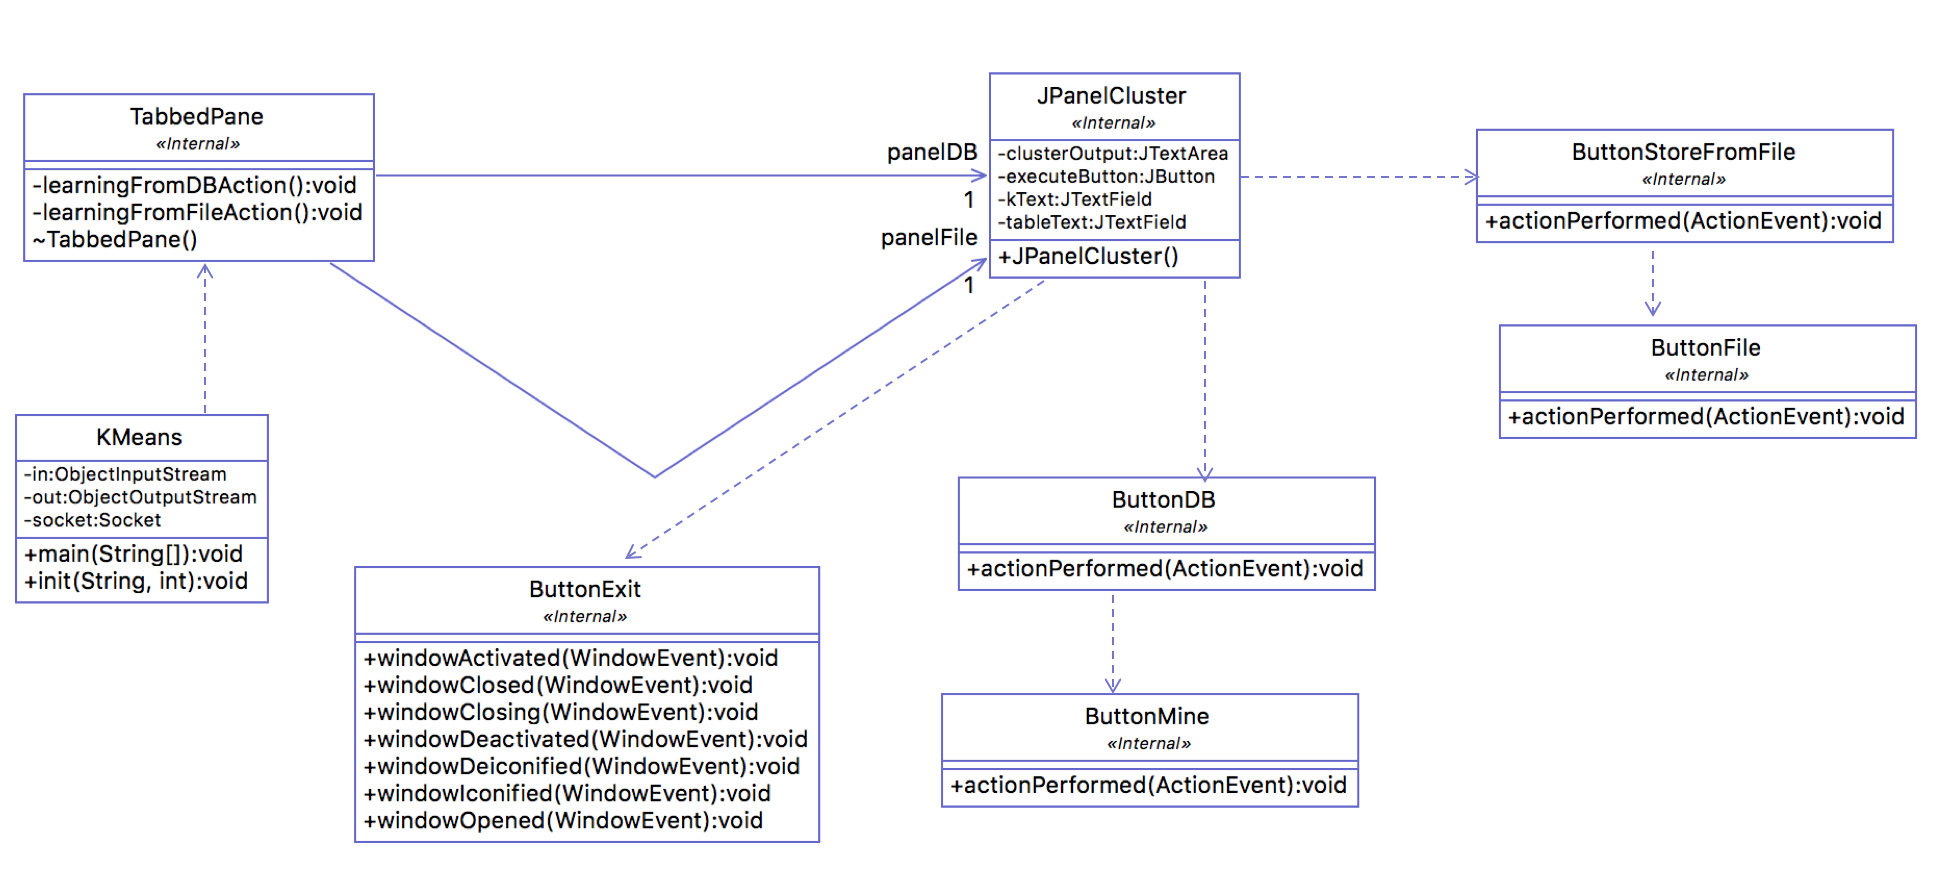 TabbedPane
«Internal»
-learningFromDBAction():void
-learningFromFileAction():void
~TabbedPane()
panelDB
1
panelFile
1
JPanelCluster
«Internal»
-clusterOutput:JTextArea
-executeButton:JButton
-kText:JTextField
-tableText:JTextField
+JPanelCluster()
ButtonStoreFromFile
«Internal»
+actionPerformed(ActionEvent):void
ButtonFile
«Internal»
+actionPerformed(ActionEvent):void
KMeans
-in:ObjectInputStream
-out:ObjectOutputStream
-socket:Socket
+main(String[]):void
+init(String, int):void
ButtonExit
«Internal»
+windowActivated(WindowEvent):void
+windowClosed(WindowEvent):void
+windowClosing(WindowEvent):void
+windowDeactivated(WindowEvent):void
+windowDeiconified(WindowEvent):void
+windowIconified(WindowEvent):void
+windowOpened(WindowEvent):void
ButtonDB
«Internal»
+actionPerformed(ActionEvent):void
ButtonMine
«Internal»
+actionPerformed(ActionEvent):void